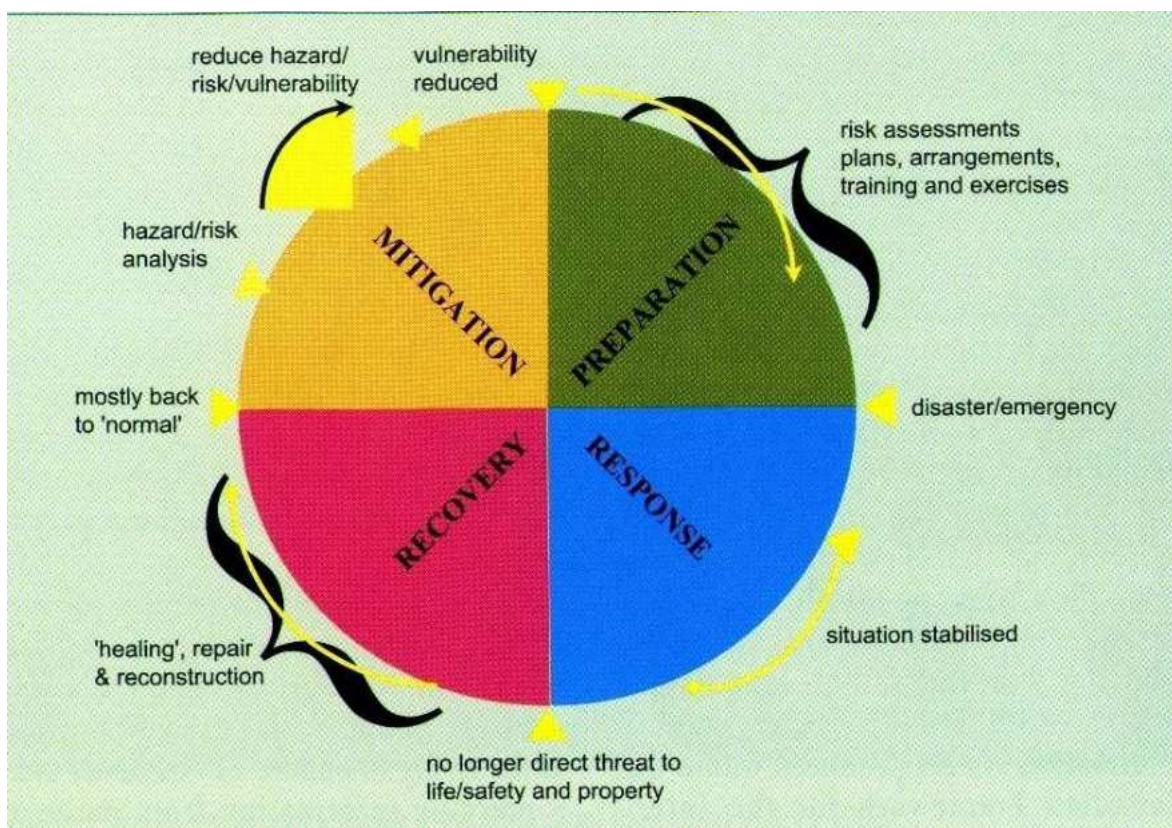 reduce hazard/
risk/vulnerability
vulnerability
reduced
risk assessments
plans, arrangements,
training and exercises
hazard/risk
analysis
MITIGATION
PREPARATION
mostly back
to 'normal'
disaster/emergency
RECOVERY
RESPONSE
situation stabilised
'healing', repair
& reconstruction
no longer direct threat to
life/safety and property